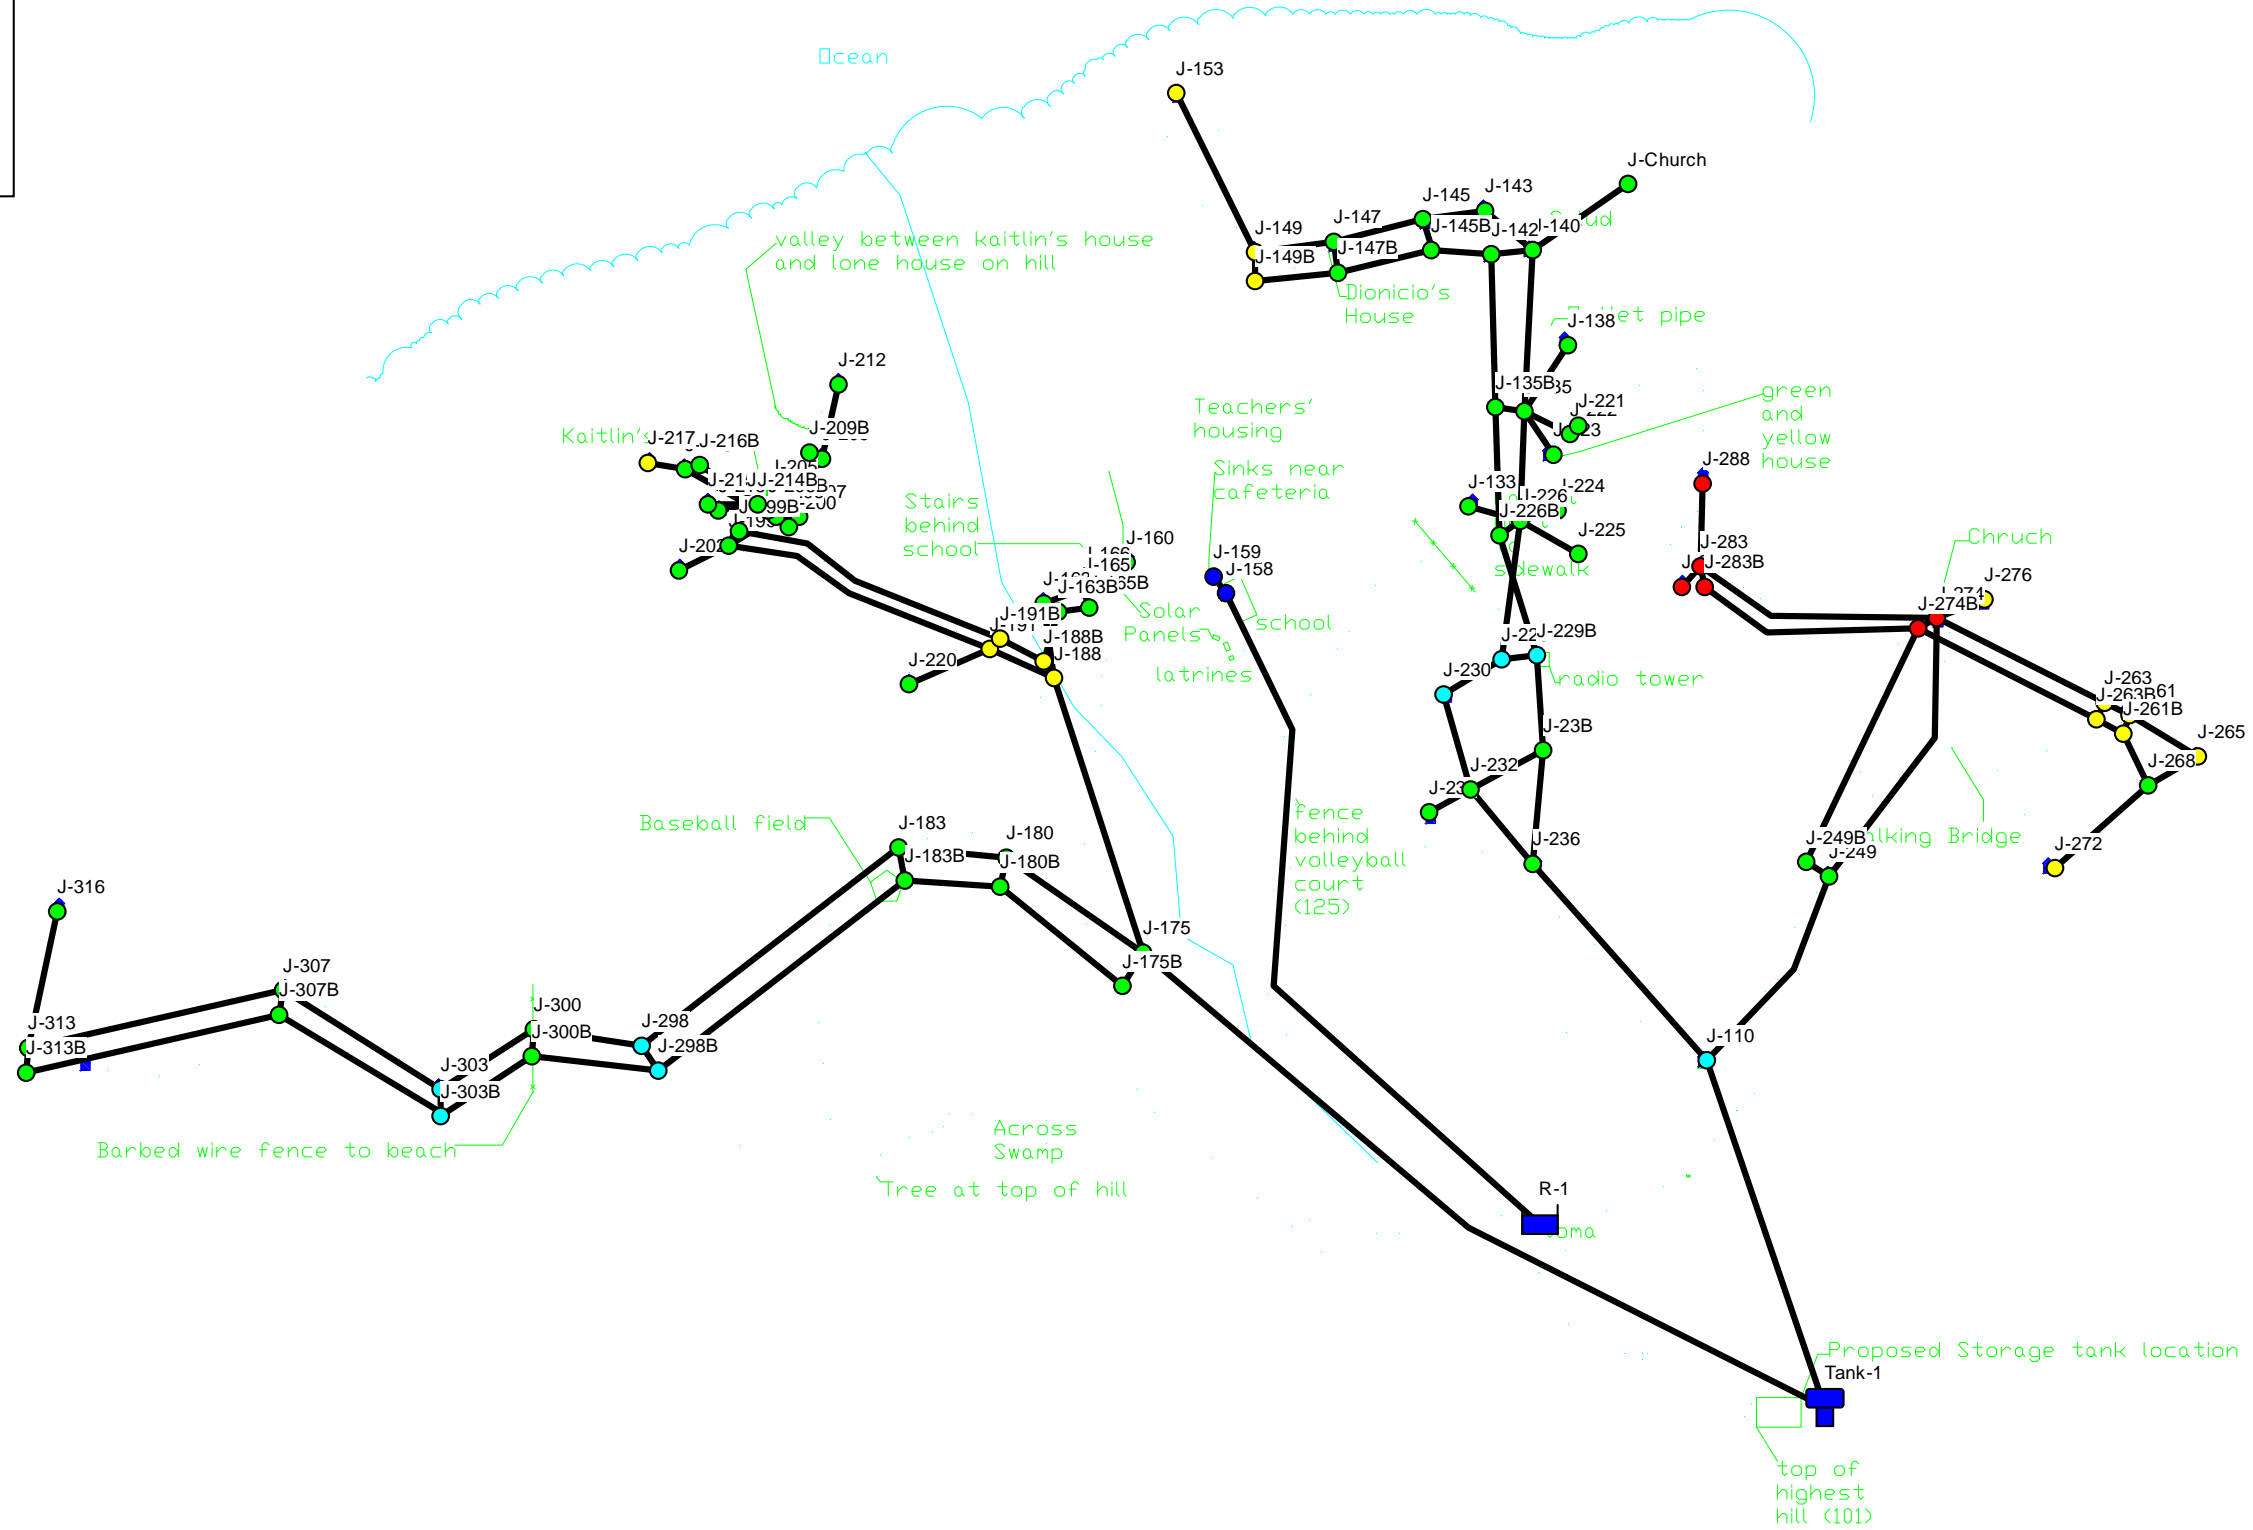 Ocean
J-153
J-Church
J-145
J-143
J-149
J-147
J-145B
J-142
J-140
J-149B
J-147B
valley between kaitlin's house
and lone house on hill
Dionicio's
House
pipe
J-138
J-212
J-135B
green
and
yellow
house
Teachers'
housing
J-221
J-209B
Kaitlin's
J-217
J-216B
Sinks near
cafeteria
J-288
J-214B
J-133
J-224
J-226
J-226B
J-225
Stairs
behind
school
J-202
J-160
J-159
J-158
J-163B
sidewalk
J-283
J-283B
Chruch
J-276
J-274B
Solar
Panels
school
J-191B
J-188B
J-188
J-220
latrines
J-229B
J-230
radio tower
J-263
J-263B
J-261B
J-265
J-268
J-23B
J-232
J-236
fence
behind
volleyball
court
(125)
Baseball field
J-183
J-180
J-183B
J-180B
J-249B
J-249
Bridge
J-272
J-316
J-175
J-175B
J-307
J-307B
J-313
J-313B
J-300
J-300B
J-298
J-298B
J-303
J-303B
J-110
Barbed wire fence to beach
Across
Swamp
Tree at top of hill
R-1
Proposed Storage tank location
Tank-1
top of
highest
hill (101)